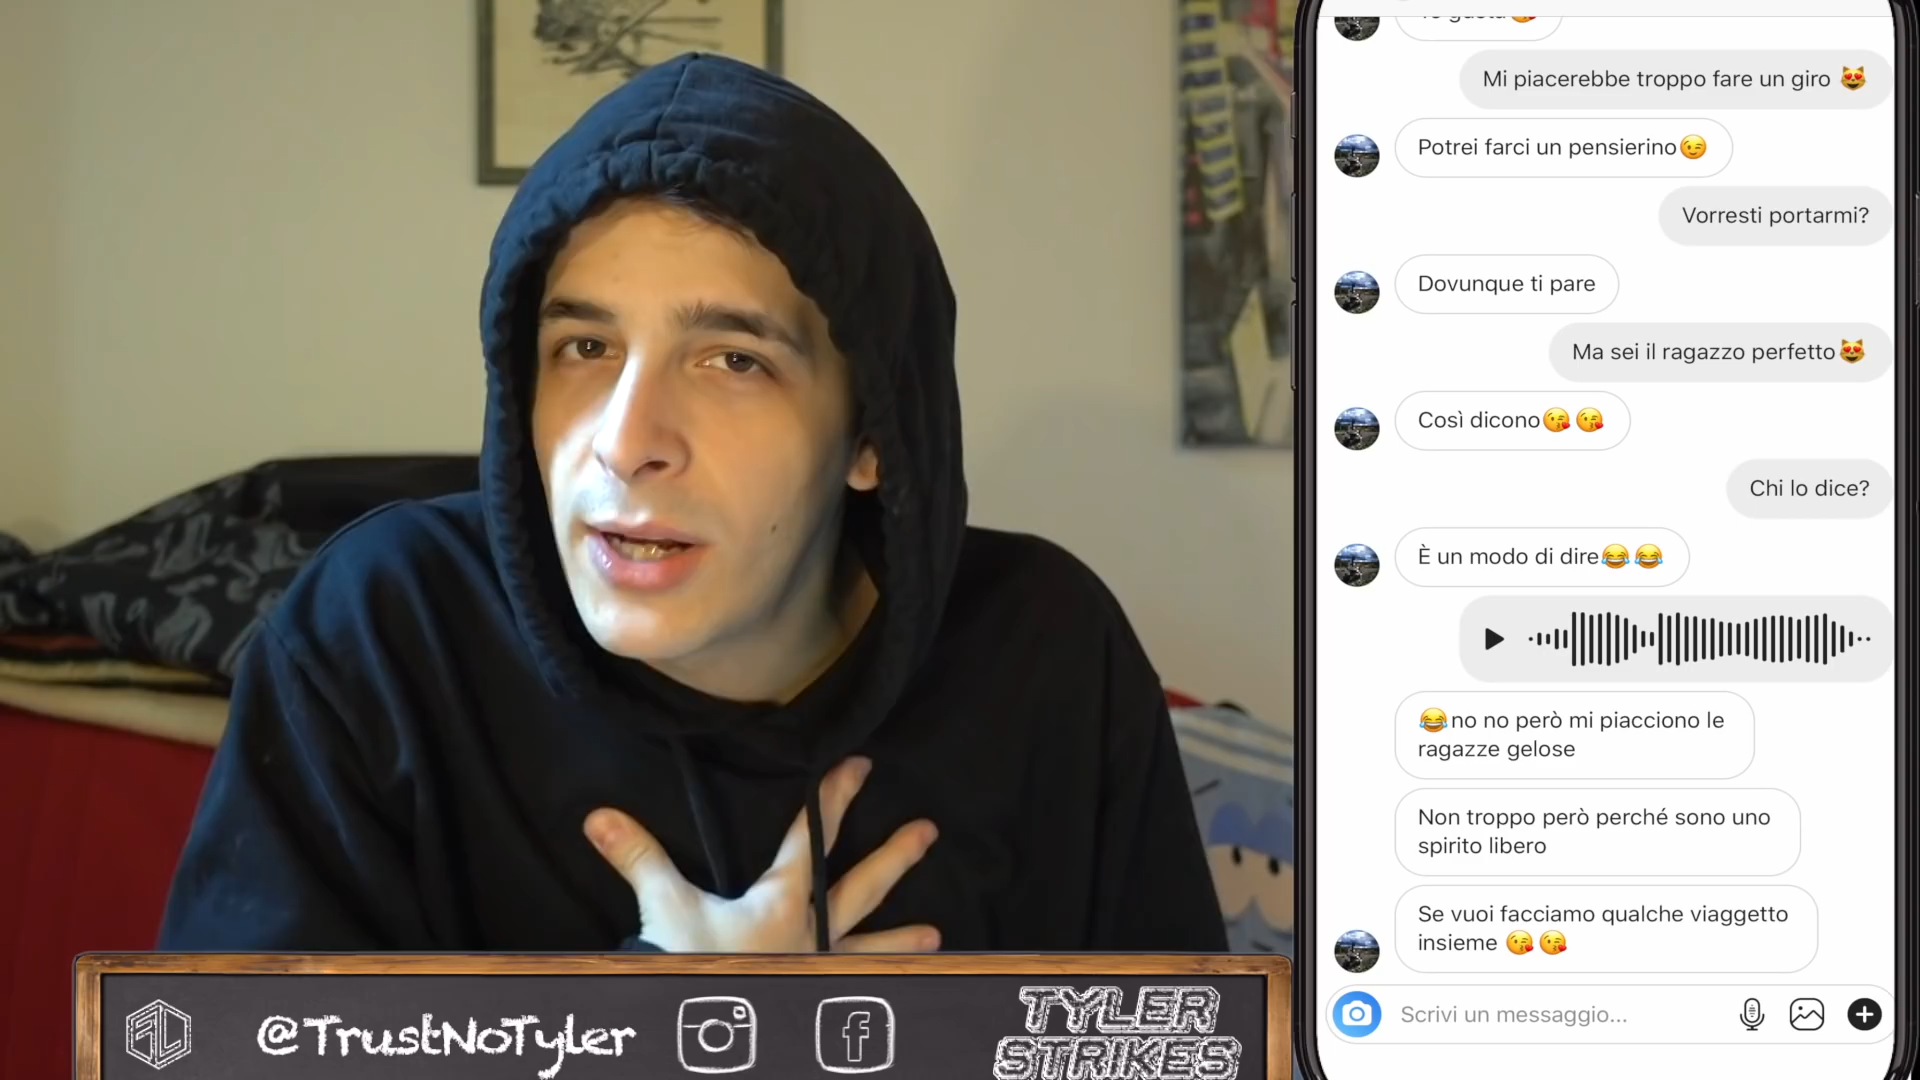 Mi piacerebbe troppo fare un giro 😻
Potrei farci un pensierino😉
Vorresti portarmi?
Dovunque ti pare
Ma sei il ragazzo perfetto😻
Così dicono😘😘
Chi lo dice?
È un modo di dire😂😂
😂no no però mi piacciono le
ragazze gelose
Non troppo però perché sono uno
spirito libero
Se vuoi facciamo qualche viaggetto
insieme 😘😘
Scrivi un messaggio...
@TrustNoTyler
TYLER
STRIKES